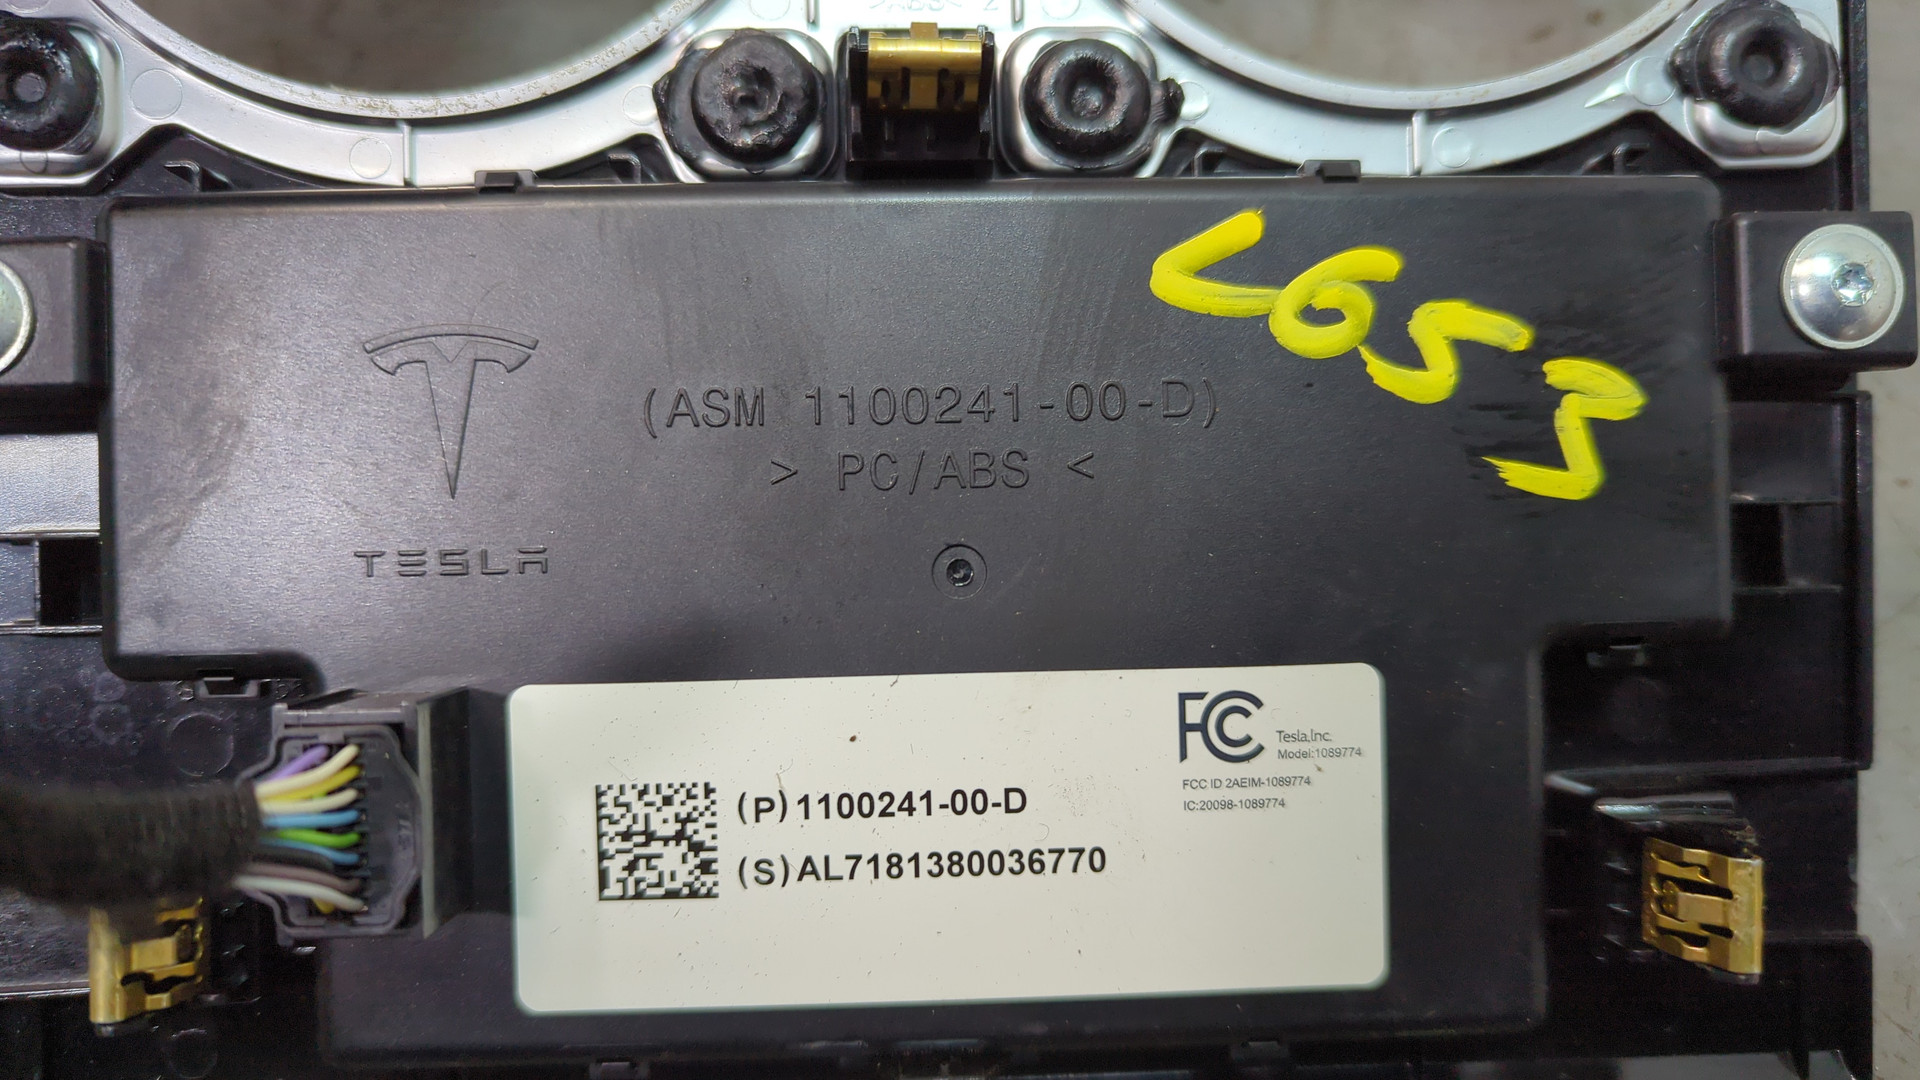 TESLA
(ASM 1100241-00-D)
> PC/ABS <
FC
Tesla,Inc.
Model:1089774
FCC ID 2AEIM-1089774
IC:20098-1089774
(P)1100241-00-D
(S)AL7181380036770